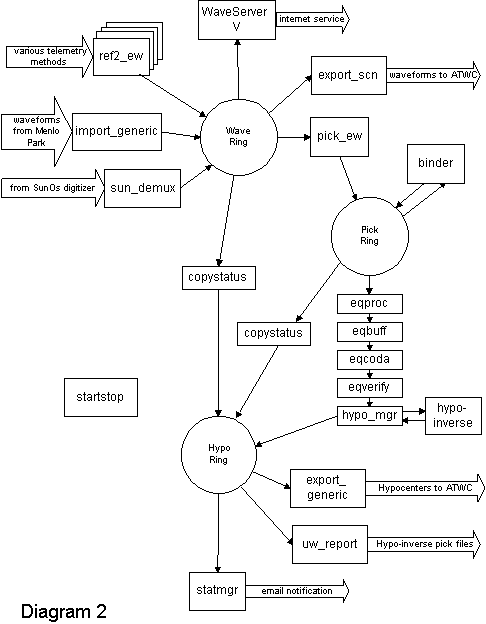 WaveServer
V
internet service
various telemetry
methods
ref2_ew
export_scn
waveforms to ATWC
waveforms
from Menlo
Park
import_generic
Wave
Ring
pick_ew
binder
from SunOs digitizer
sun_demux
Pick
Ring
copystatus
eqproc
copystatus
eqbuff
eqcoda
eqverify
startstop
hypo_mgr
hypo-
inverse
Hypo
Ring
export_
generic
Hypocenters to ATWC
uw_report
Hypo-inverse pick files
statmgr
email notification
Diagram 2